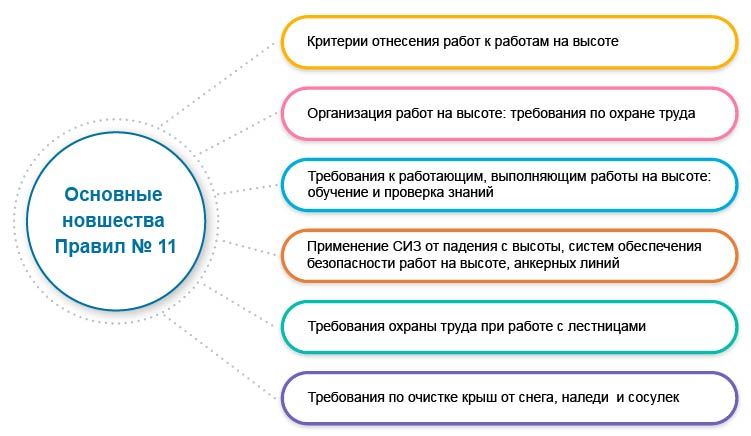 Основные
новшества
Правил № 11
Критерии отнесения работ к работам на высоте
Организация работ на высоте: требования по охране труда
Требования к работающим, выполняющим работы на высоте:
обучение и проверка знаний
Применение СИЗ от падения с высоты, систем обеспечения
безопасности работ на высоте, анкерных линий
Требования охраны труда при работе с лестницами
Требования по очистке крыш от снега, наледи и сосулек